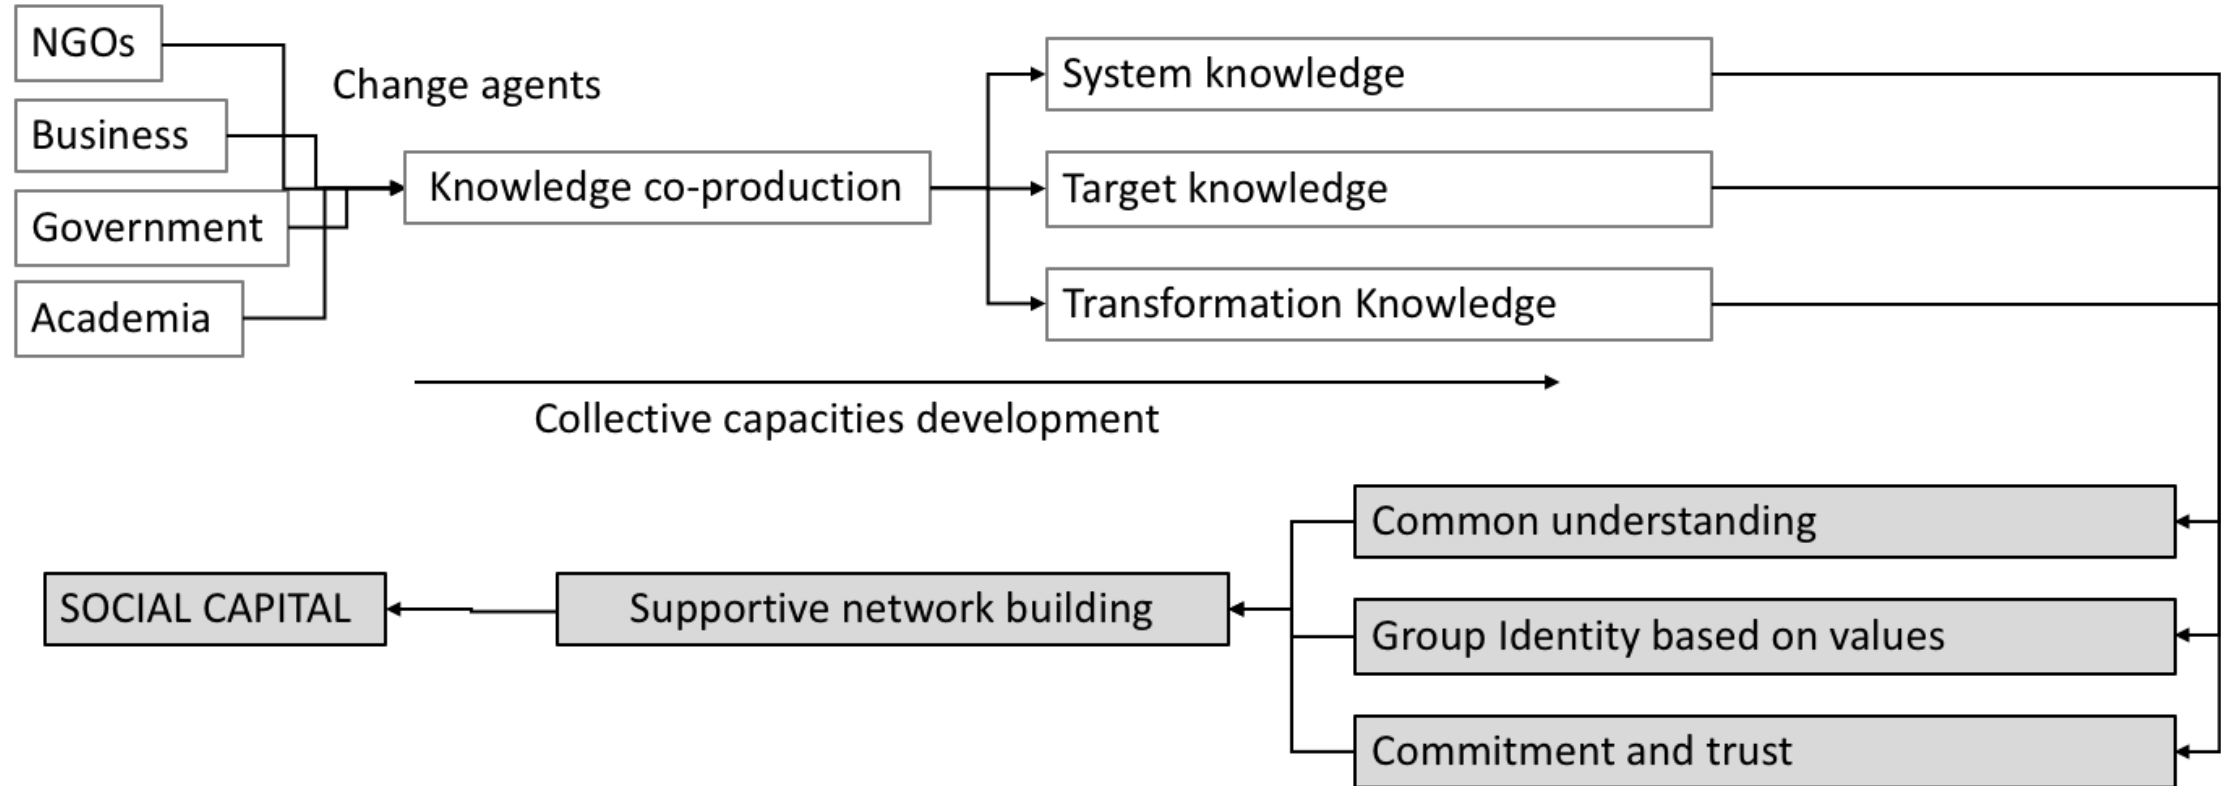 NGOs
Change agents
Business
Government
Academia
Knowledge co-production
System knowledge
Target knowledge
Transformation Knowledge
Collective capacities development
Common understanding
Group Identity based on values
Commitment and trust
Supportive network building
SOCIAL CAPITAL